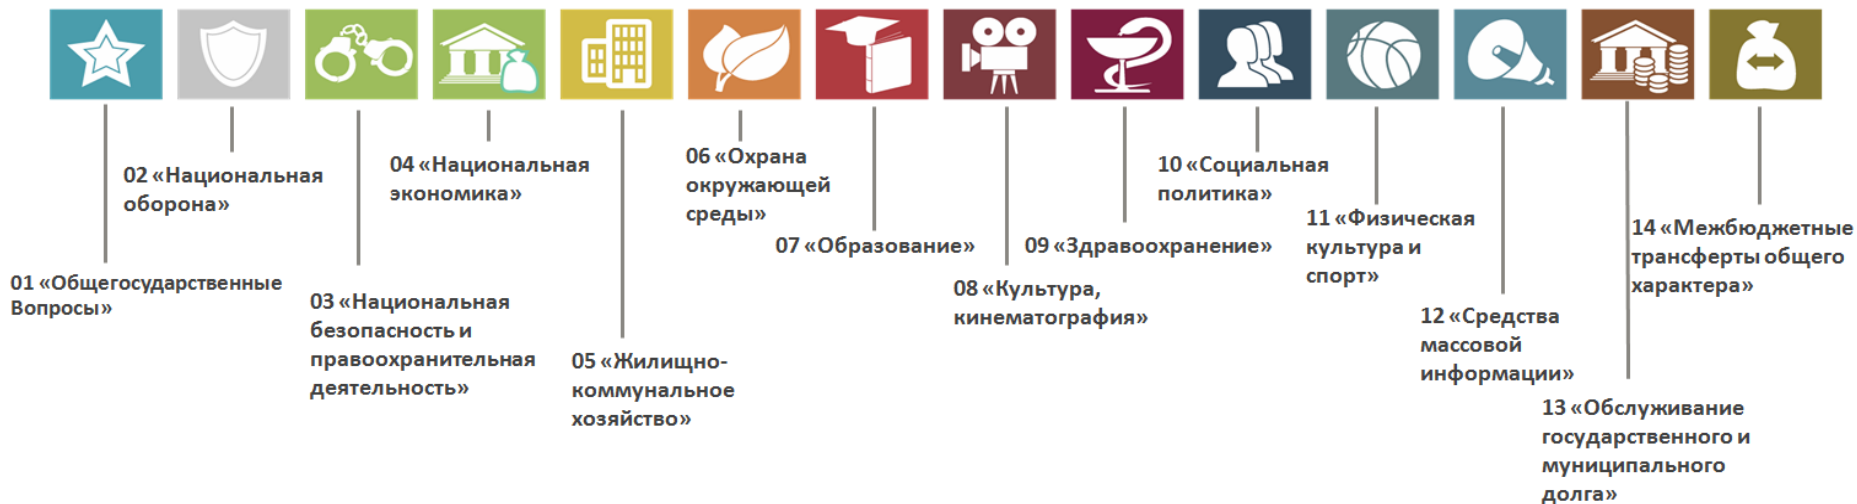 01 «Общегосударственные
Вопросы»
02 «Национальная
оборона»
03 «Национальная
безопасность и
правоохранительная
деятельность»
04 «Национальная
экономика»
05 «Жилищно-
коммунальное
хозяйство»
06 «Охрана
окружающей
среды»
07 «Образование»
08 «Культура,
кинематография»
09 «Здравоохранение»
10 «Социальная
политика»
11 «Физическая
культура и
спорт»
12 «Средства
массовой
информации»
13 «Обслуживание
государственного и
муниципального
долга»
14 «Межбюджетные
трансферты общего
характера»